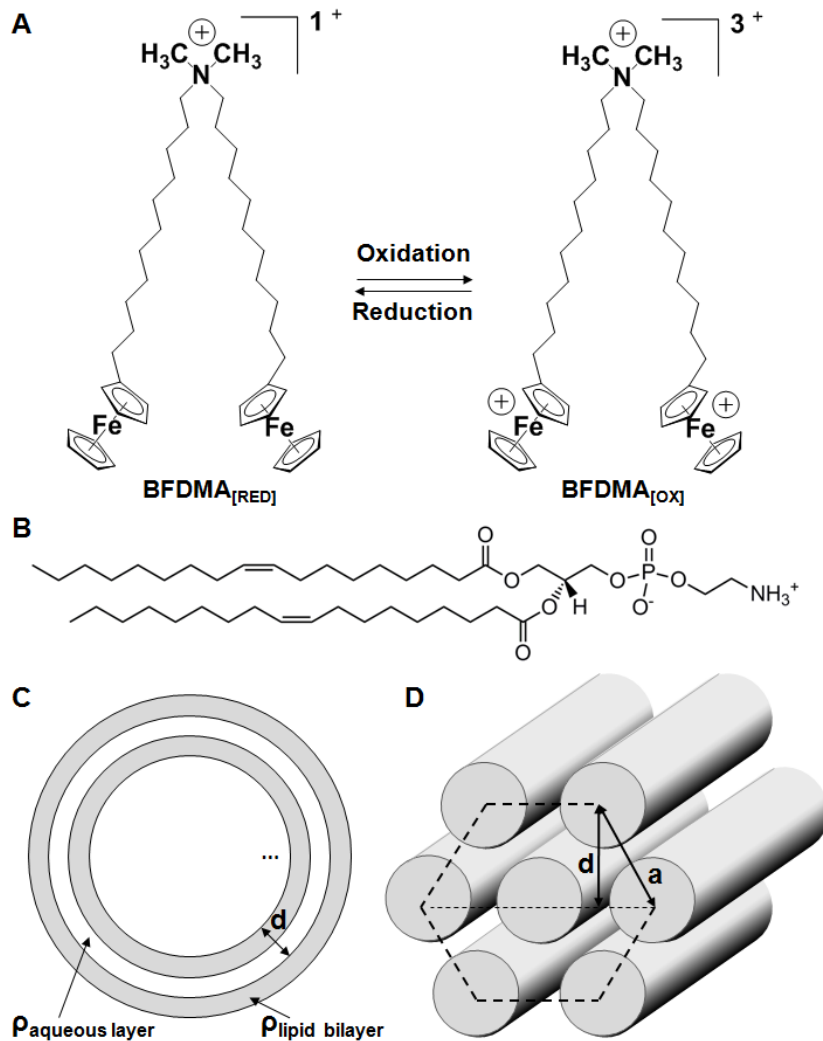 A
H3C CH3 1 +
+
N
H3C CH3 3 +
+
N
Oxidation
Reduction
Fe
Fe
+
Fe
+
Fe
BFDMA[RED]
BFDMA[OX]
B
O
O
O
H
O
O
O
P
O-
O
NH3+
C
D
...
d
d
a
ρaqueous layer
ρlipid bilayer